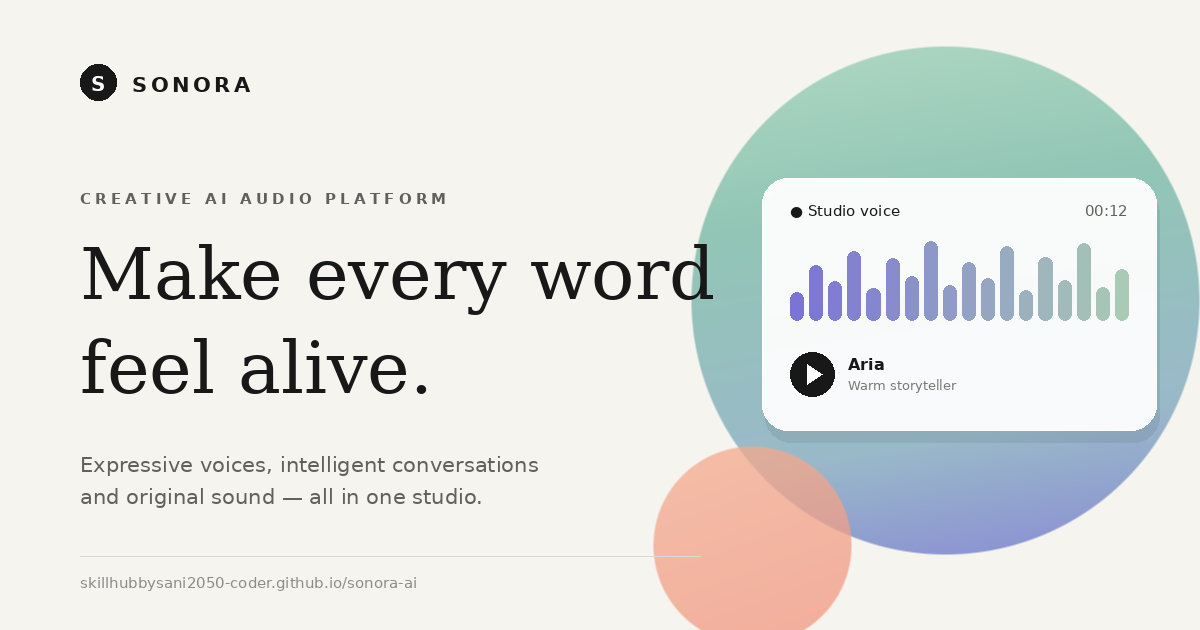 S SONORA
CREATIVE AI AUDIO PLATFORM
Make every word
feel alive.
Expressive voices, intelligent conversations
and original sound — all in one studio.
skillhubbysani2050-coder.github.io/sonora-ai
● Studio voice 00:12
Aria
Warm storyteller